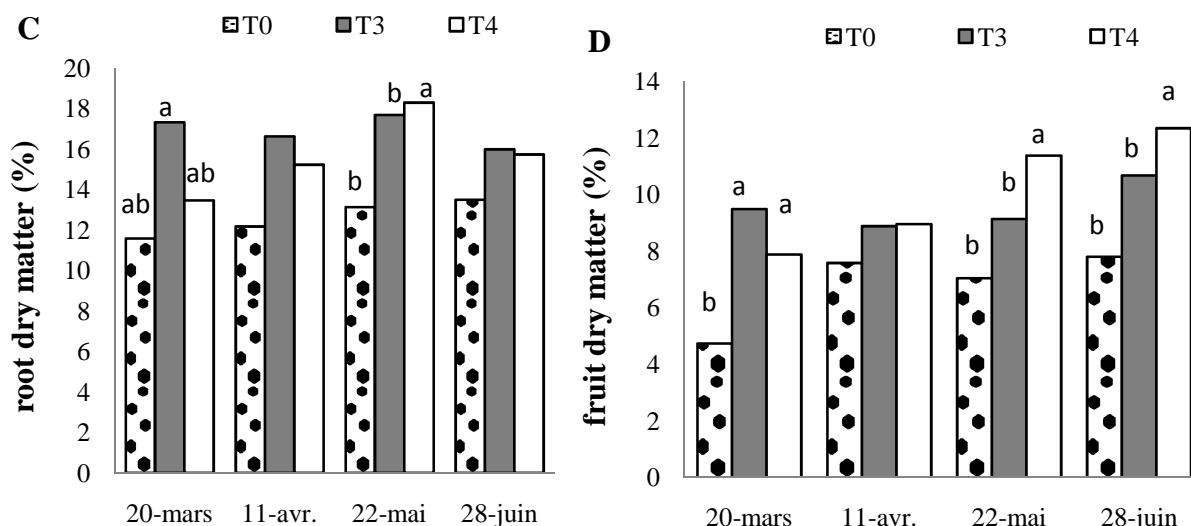 C
T0 T3 T4
root dry matter (%)
20
18
16
14
12
10
8
6
4
2
0
ab a ab
b b a
20-mars 11-avr. 22-mai 28-juin
D
T0 T3 T4
fruit dry matter (%)
14
12
10
8
6
4
2
0
b a a
b b a
b b a
20-mars 11-avr. 22-mai 28-juin